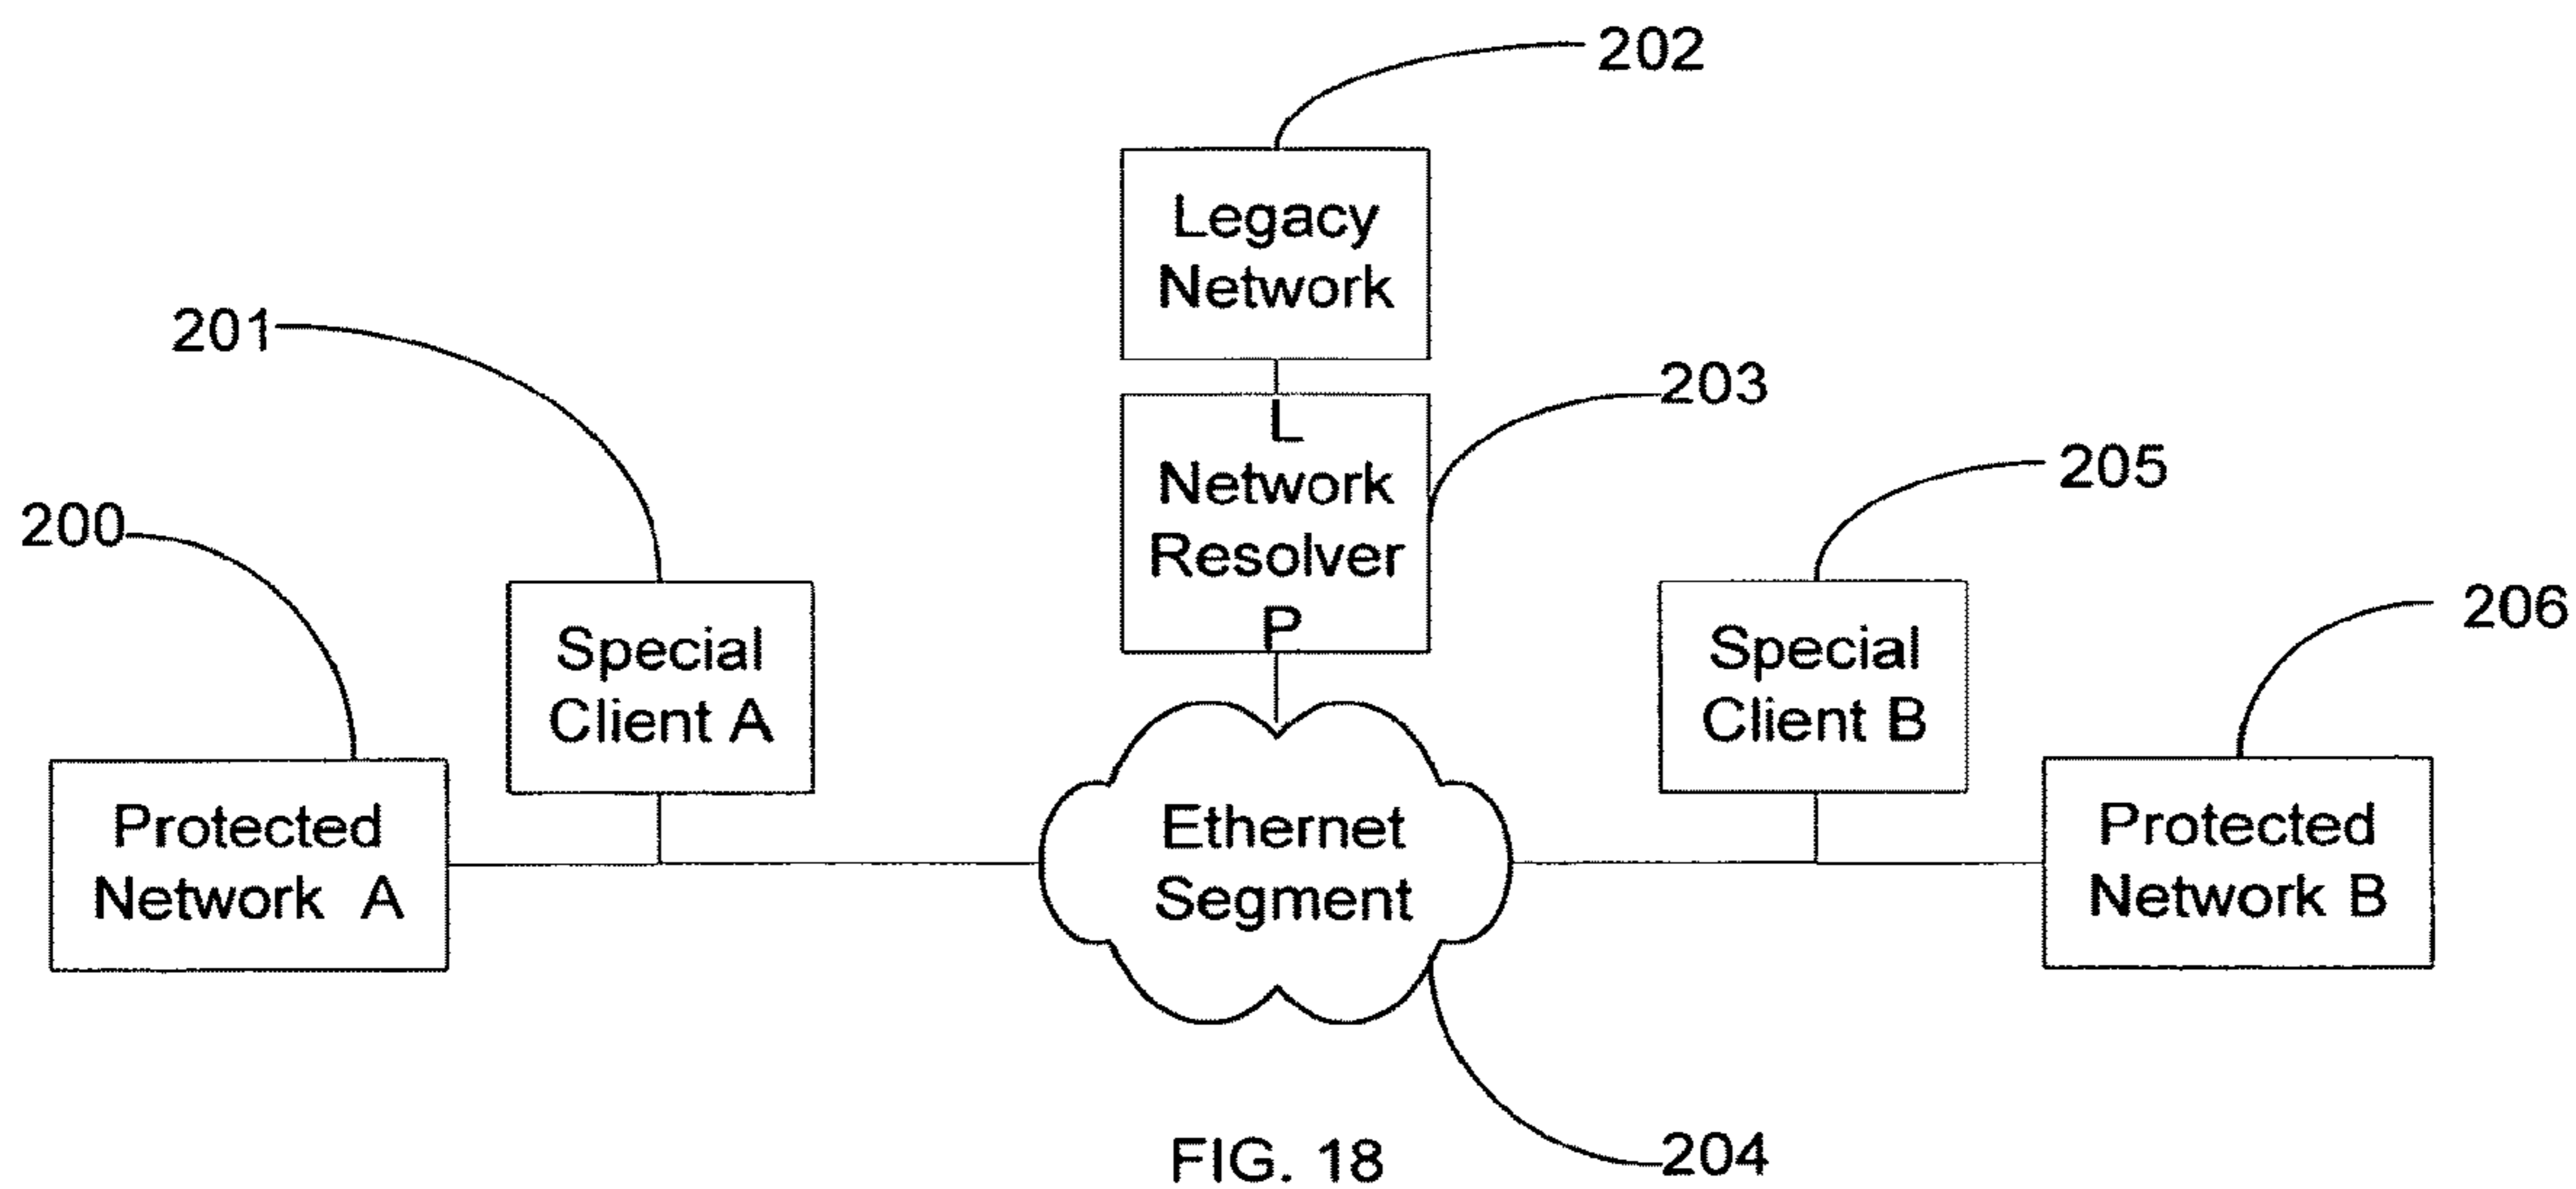 202
Legacy
Network
201
203
L
Network
Resolver
P
205
200
206
Special
Client A
Special
Client B
Protected
Network A
Ethernet
Segment
Protected
Network B
204
FIG. 18